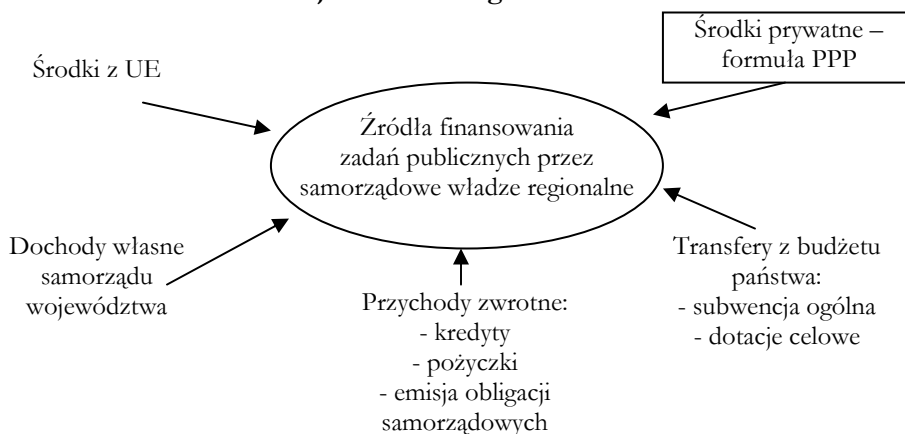 Środki prywatne –
formuła PPP
Środki z UE
Źródła finansowania
zadań publicznych przez
samorządowe władze regionalne
Dochody własne
samorządu
województwa
Przychody zwrotne:
- kredyty
- pożyczki
- emisja obligacji
samorządowych
Transfery z budżetu
państwa:
- subwencja ogólna
- dotacje celowe